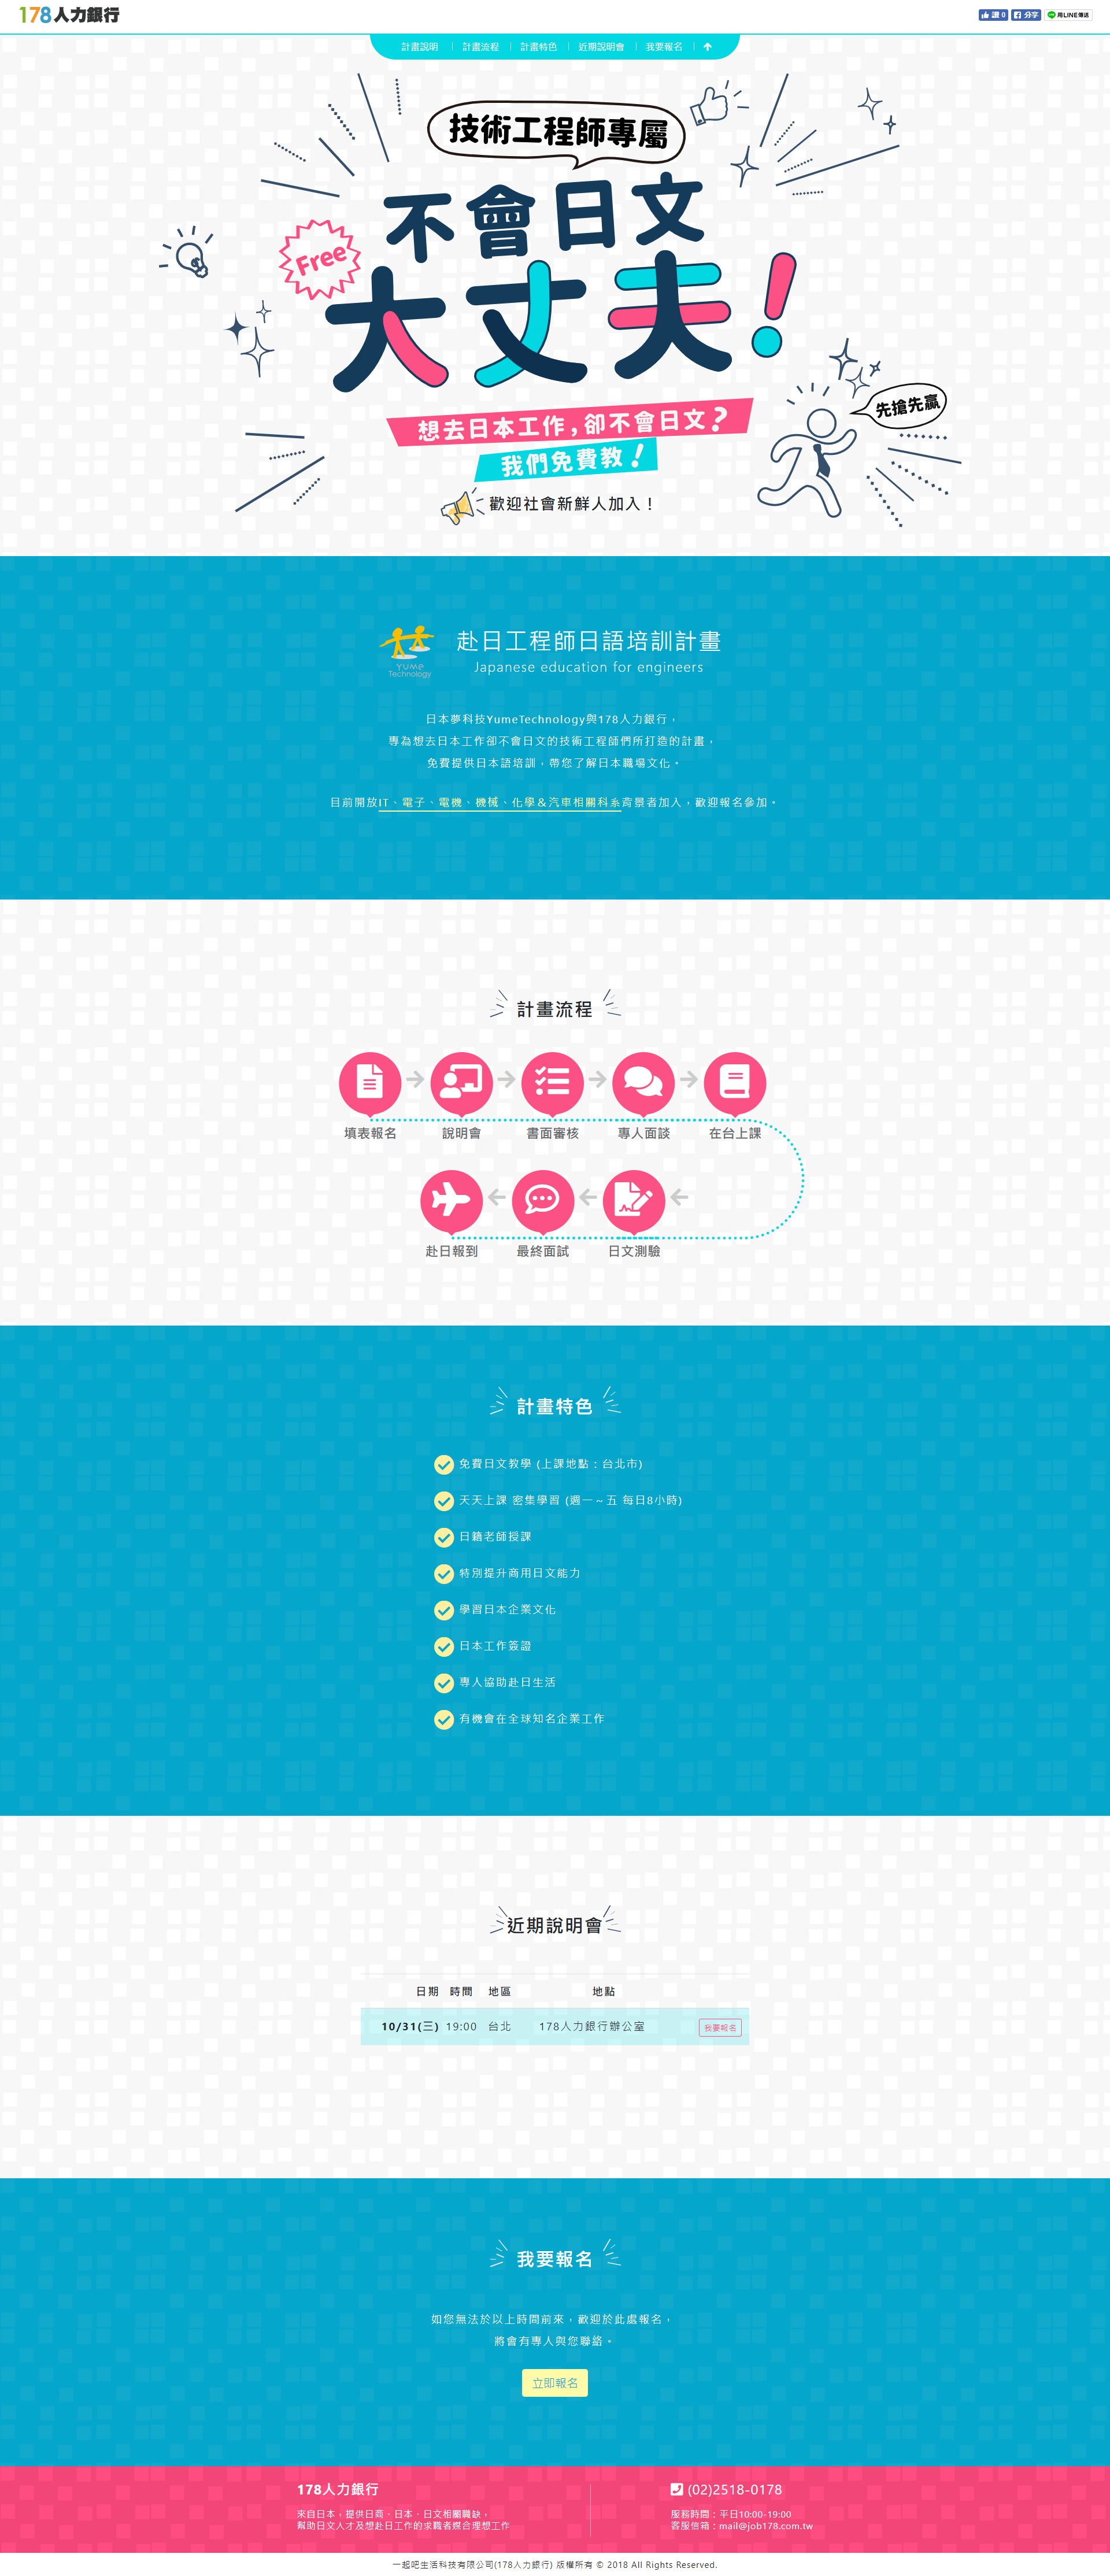 178人力銀行
讚 0 分享 用LINE傳送
計畫說明 計畫流程 計畫特色 近期說明會 我要報名
技術工程師專屬
不會日文
Free
大丈夫!
先搶先贏
想去日本工作,卻不會日文?
我們免費教!
歡迎社會新鮮人加入!
赴日工程師日語培訓計畫
YUME
Technology
Japanese education for engineers
日本夢科技YumeTechnology與178人力銀行,
專為想去日本工作卻不會日文的技術工程師們所打造的計畫,
免費提供日本語培訓,帶您了解日本職場文化。
目前開放IT、電子、電機、機械、化學&汽車相關科系背景者加入,歡迎報名參加。
計畫流程
填表報名 說明會 書面審核 專人面談 在台上課
赴日報到 最終面試 日文測驗
計畫特色
免費日文教學 (上課地點:台北市)
天天上課 密集學習 (週一~五 每日8小時)
日籍老師授課
特別提升商用日文能力
學習日本企業文化
日本工作簽證
專人協助赴日生活
有機會在全球知名企業工作
近期說明會
日期 時間 地區 地點
10/31(三) 19:00 台北 178人力銀行辦公室 我要報名
我要報名
如您無法於以上時間前來,歡迎於此處報名,
將會有專人與您聯絡。
立即報名
178人力銀行
來自日本,提供日商.日本.日文相關職缺,
幫助日文人才及想赴日工作的求職者媒合理想工作
(02)2518-0178
服務時間:平日10:00-19:00
客服信箱:mail@job178.com.tw
一起吧生活科技有限公司(178人力銀行) 版權所有 © 2018 All Rights Reserved.